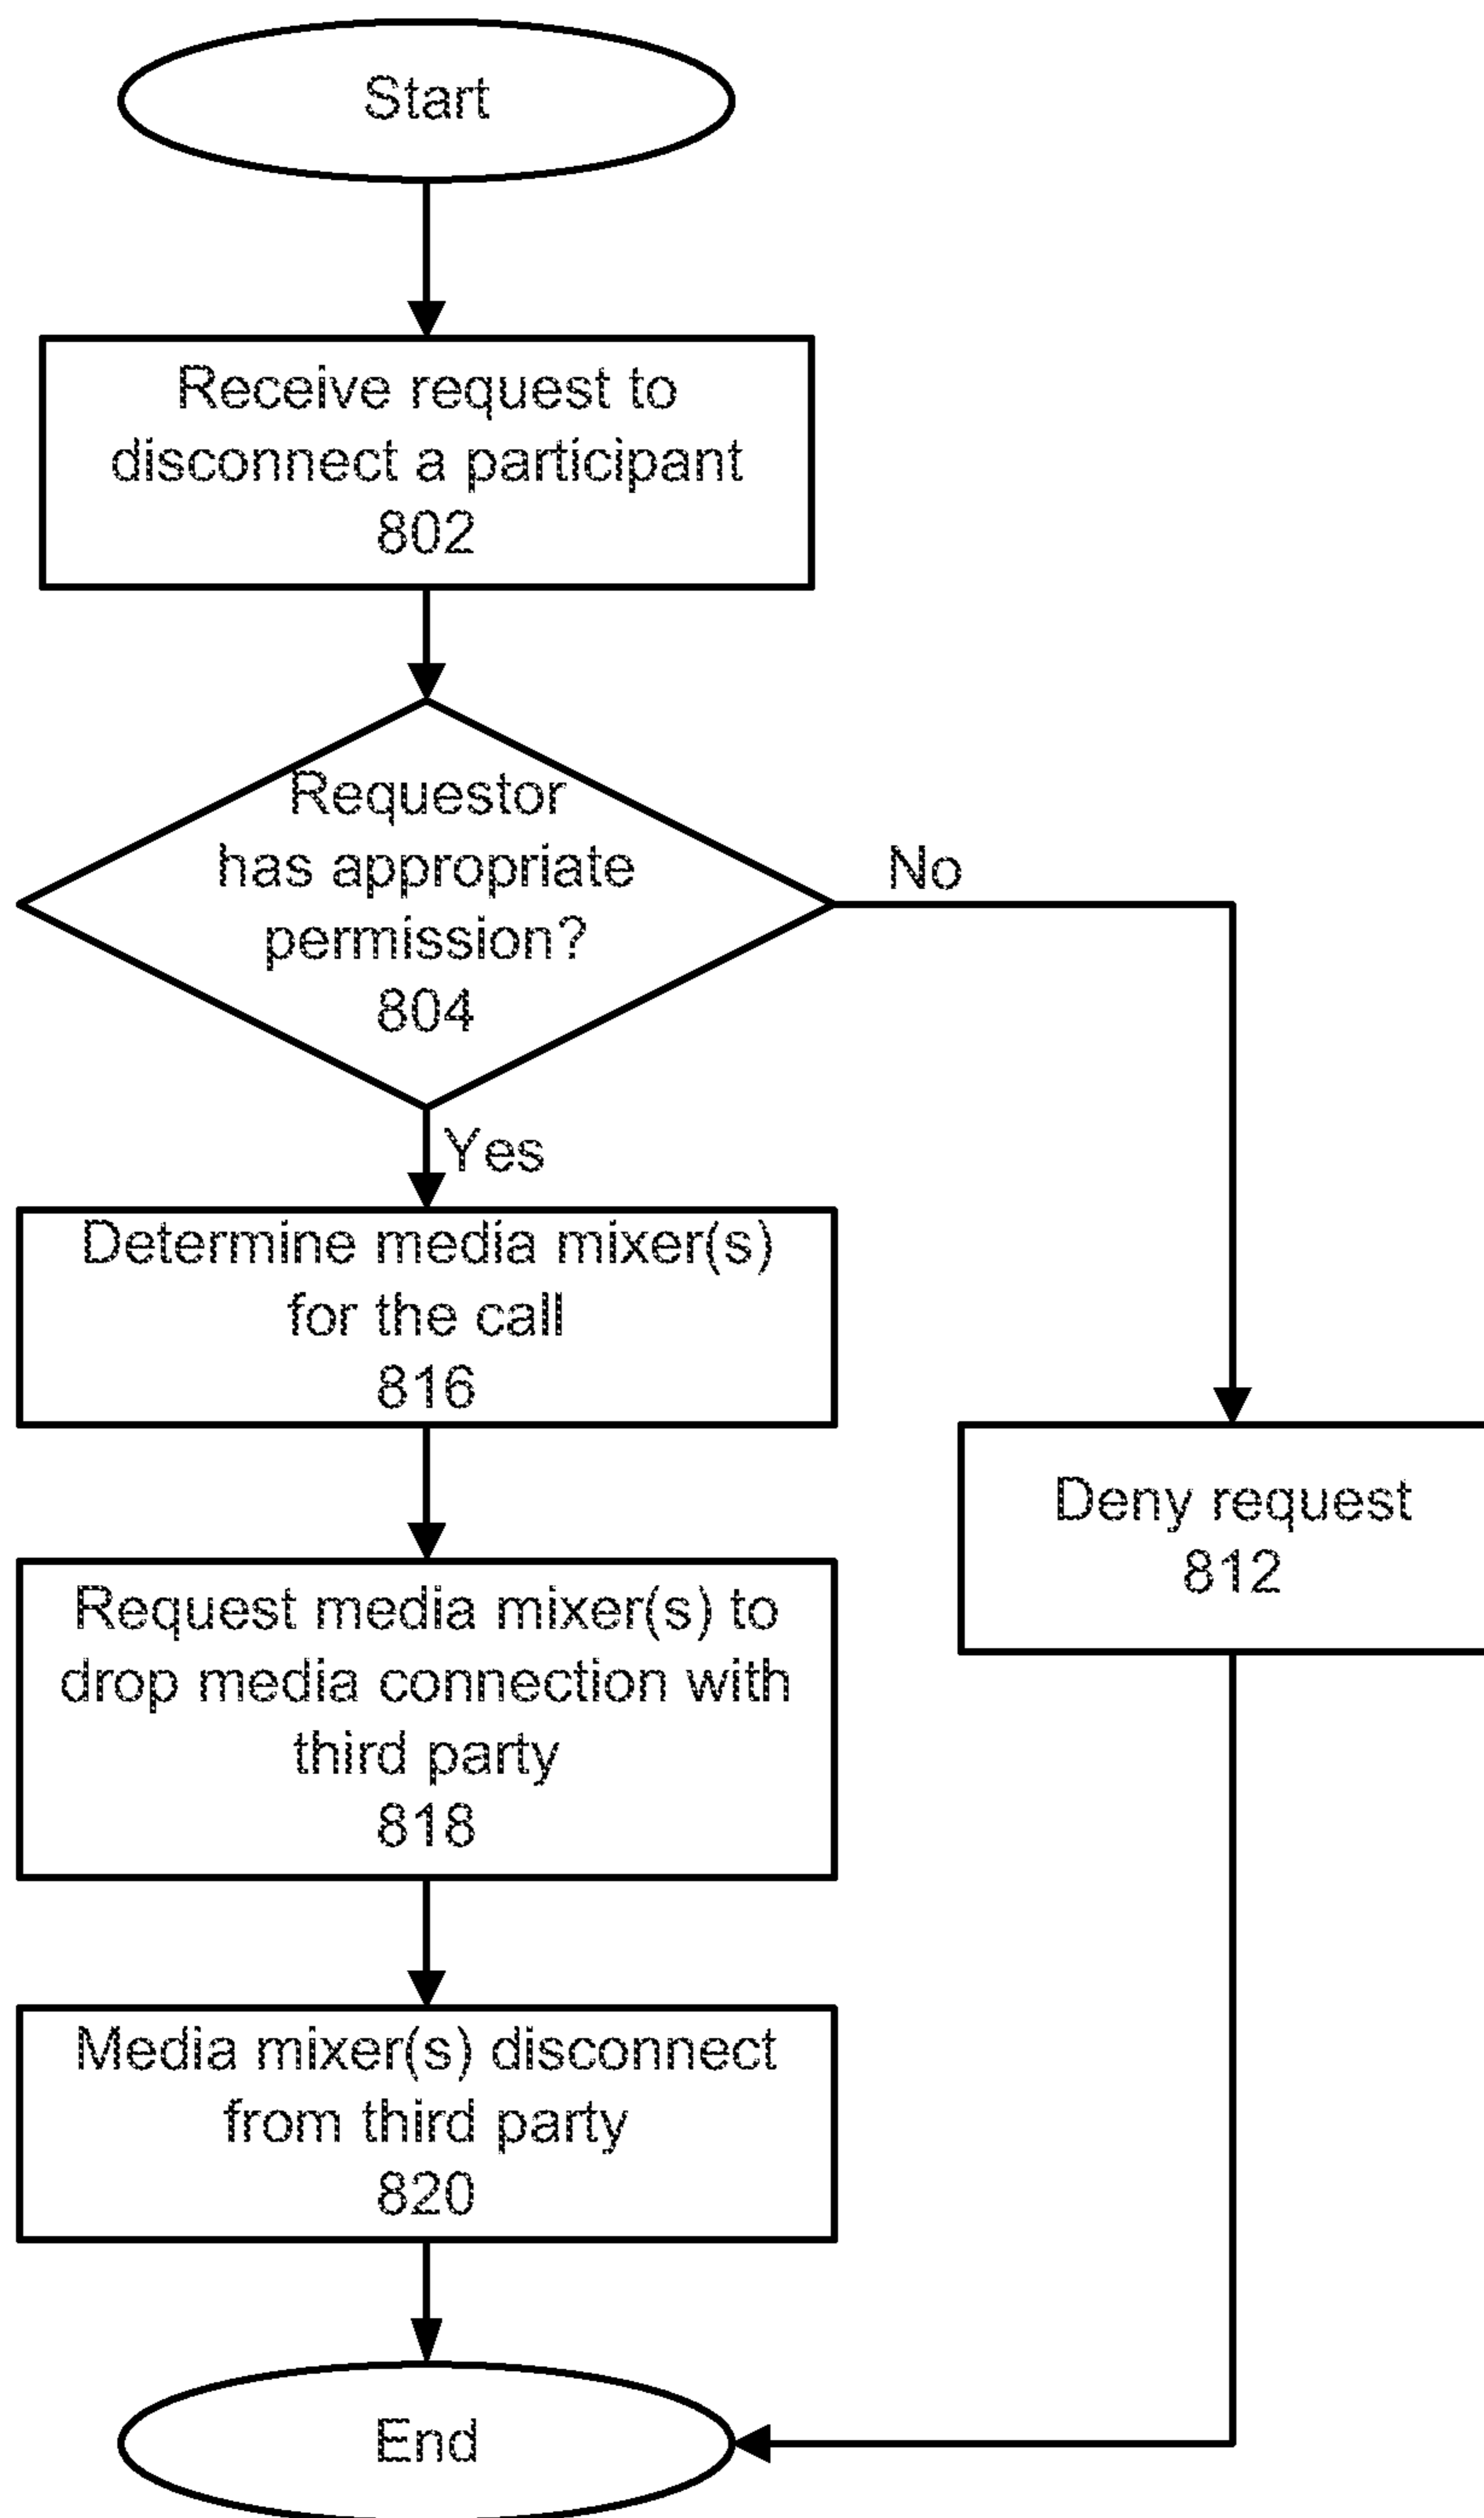 Start
Receive request to
disconnect a participant
802
Requestor
has appropriate
permission?
804
No
Yes
Determine media mixer(s)
for the call
816
Deny request
812
Request media mixer(s) to
drop media connection with
third party
818
Media mixer(s) disconnect
from third party
820
End